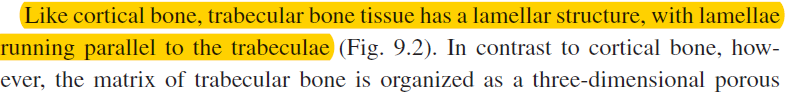 Like cortical bone, trabecular bone tissue has a lamellar structure, with lamellae
running parallel to the trabeculae (Fig. 9.2). In contrast to cortical bone, how-
ever, the matrix of trabecular bone is organized as a three-dimensional porous